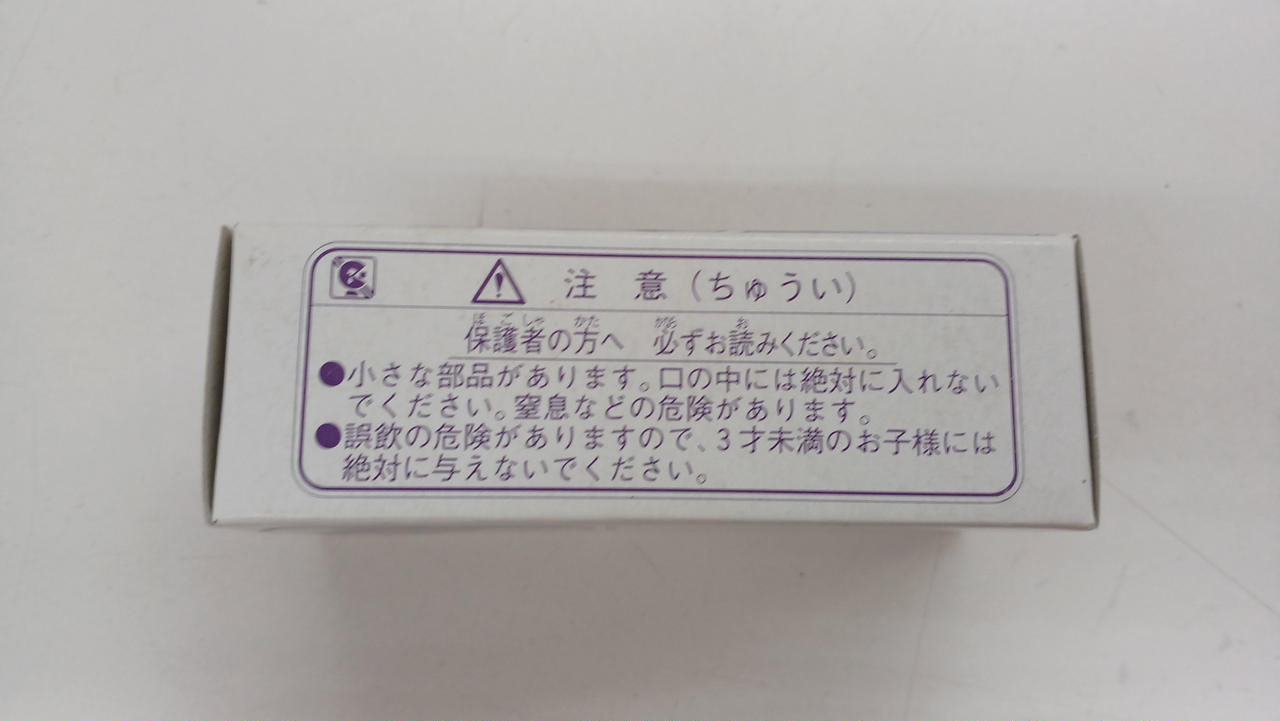 注 意（ちゅうい）
保護者の方へ 必ずお読みください。
●小さな部品があります。口の中には絶対に入れない
でください。窒息などの危険があります。
●誤飲の危険がありますので、3才未満のお子様には
絶対に与えないでください。